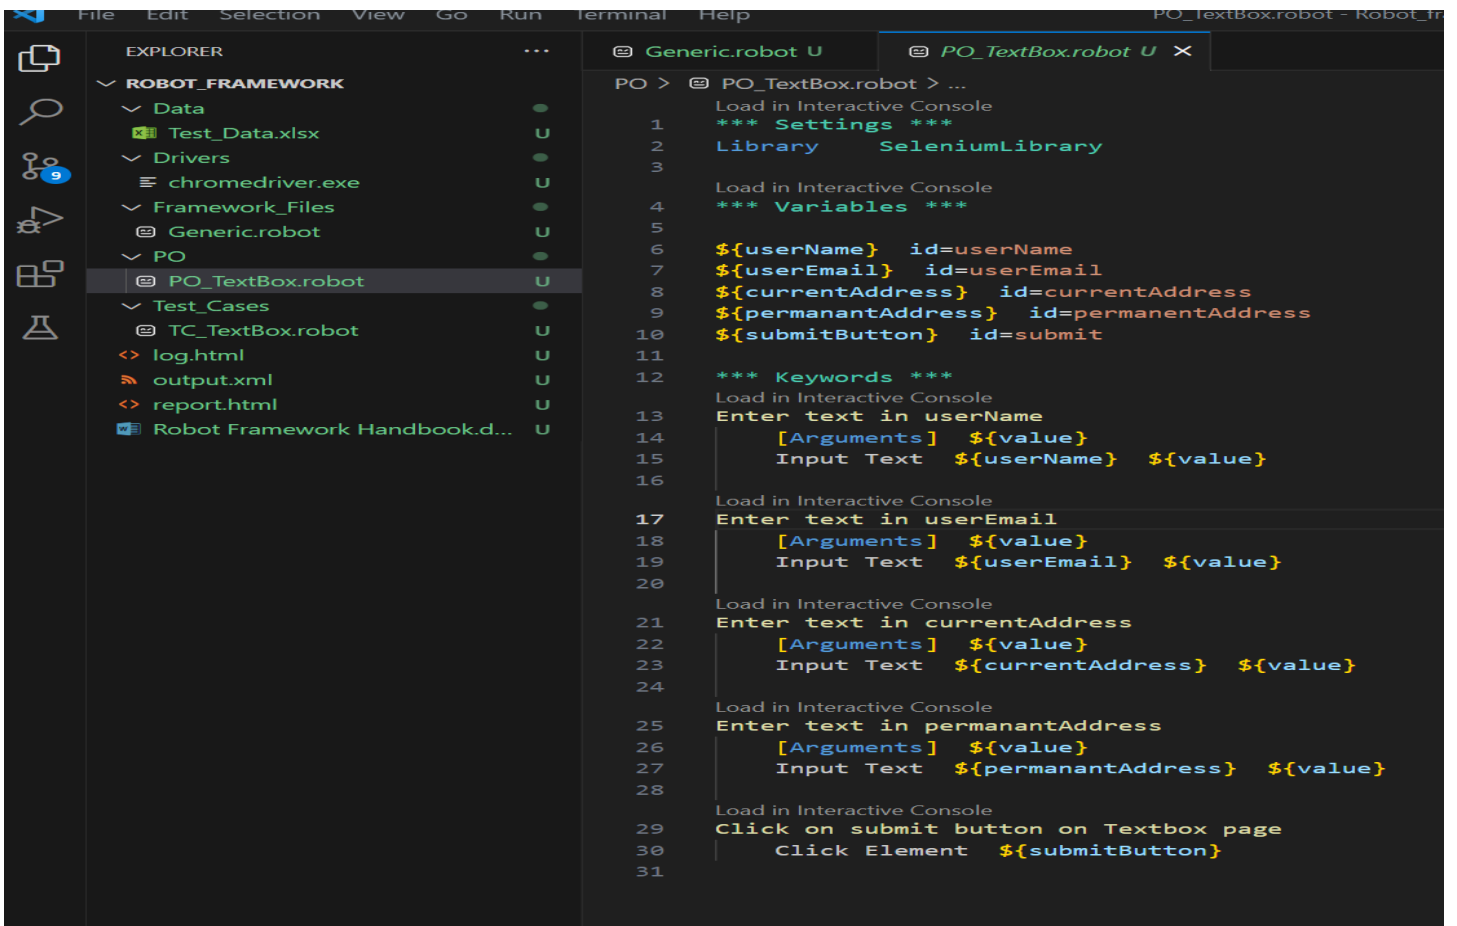 File Edit Selection View Go Run Terminal Help PO_TextBox.robot - Robot_fra
EXPLORER ...
ROBOT_FRAMEWORK
Data
Test_Data.xlsx U
Drivers
chromedriver.exe U
Framework_Files
Generic.robot U
PO
PO_TextBox.robot U
Test_Cases
TC_TextBox.robot U
log.html U
output.xml U
report.html U
Robot Framework Handbook.d... U
9
Generic.robot U PO_TextBox.robot U
PO > PO_TextBox.robot > ...
Load in Interactive Console
1 *** Settings ***
2 Library SeleniumLibrary
3
Load in Interactive Console
4 *** Variables ***
5
6 ${userName} id=userName
7 ${userEmail} id=userEmail
8 ${currentAddress} id=currentAddress
9 ${permanantAddress} id=permanentAddress
10 ${submitButton} id=submit
11
12 *** Keywords ***
Load in Interactive Console
13 Enter text in userName
14 [Arguments] ${value}
15 Input Text ${userName} ${value}
16
Load in Interactive Console
17 Enter text in userEmail
18 [Arguments] ${value}
19 Input Text ${userEmail} ${value}
20
Load in Interactive Console
21 Enter text in currentAddress
22 [Arguments] ${value}
23 Input Text ${currentAddress} ${value}
24
Load in Interactive Console
25 Enter text in permanantAddress
26 [Arguments] ${value}
27 Input Text ${permanantAddress} ${value}
28
Load in Interactive Console
29 Click on submit button on Textbox page
30 Click Element ${submitButton}
31